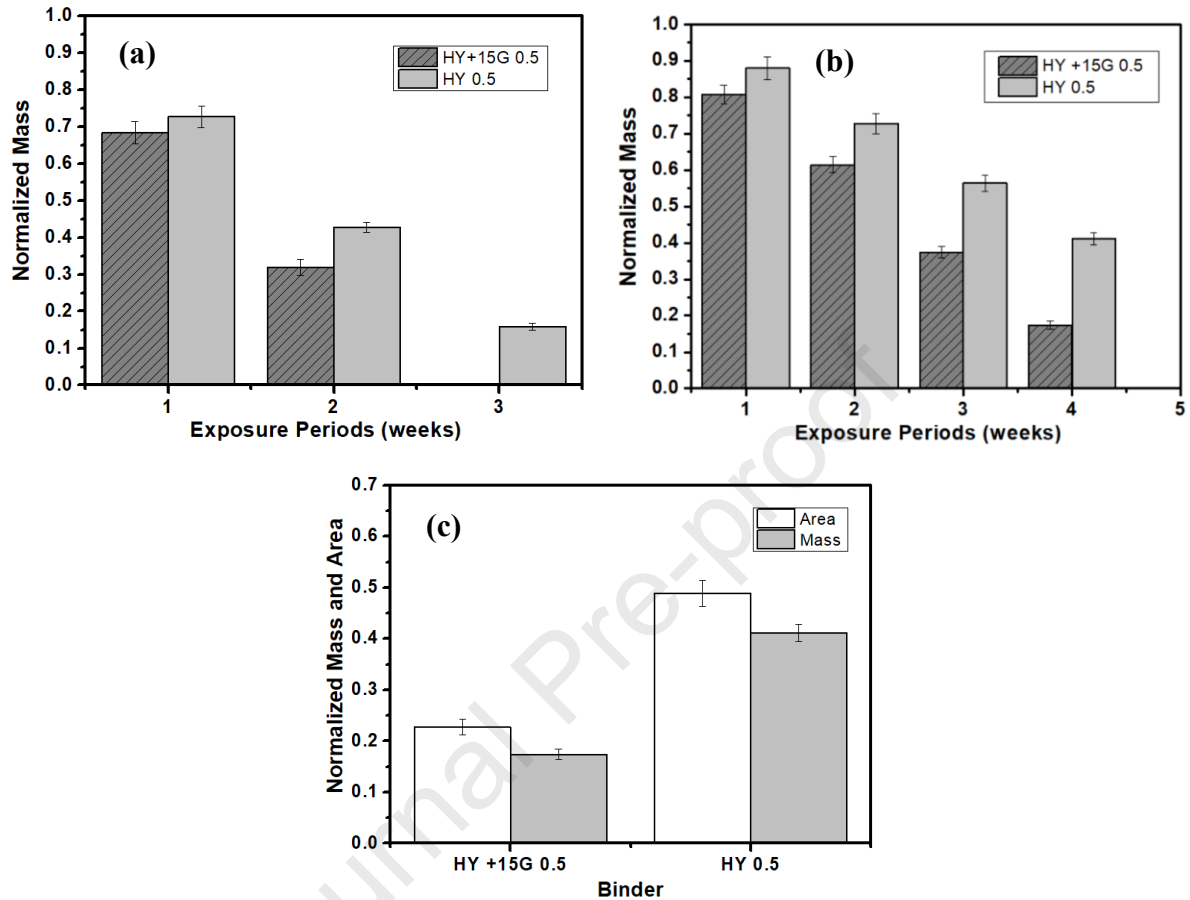 (a)
HY+15G 0.5
HY 0.5
Normalized Mass
1.0
0.9
0.8
0.7
0.6
0.5
0.4
0.3
0.2
0.1
0.0
1 2 3
Exposure Periods (weeks)
(b)
HY +15G 0.5
HY 0.5
Normalized Mass
1.0
0.9
0.8
0.7
0.6
0.5
0.4
0.3
0.2
0.1
0.0
1 2 3 4 5
Exposure Periods (weeks)
(c)
Area
Mass
Normalized Mass and Area
0.7
0.6
0.5
0.4
0.3
0.2
0.1
0.0
HY +15G 0.5 HY 0.5
Binder
urnal Pre-proof